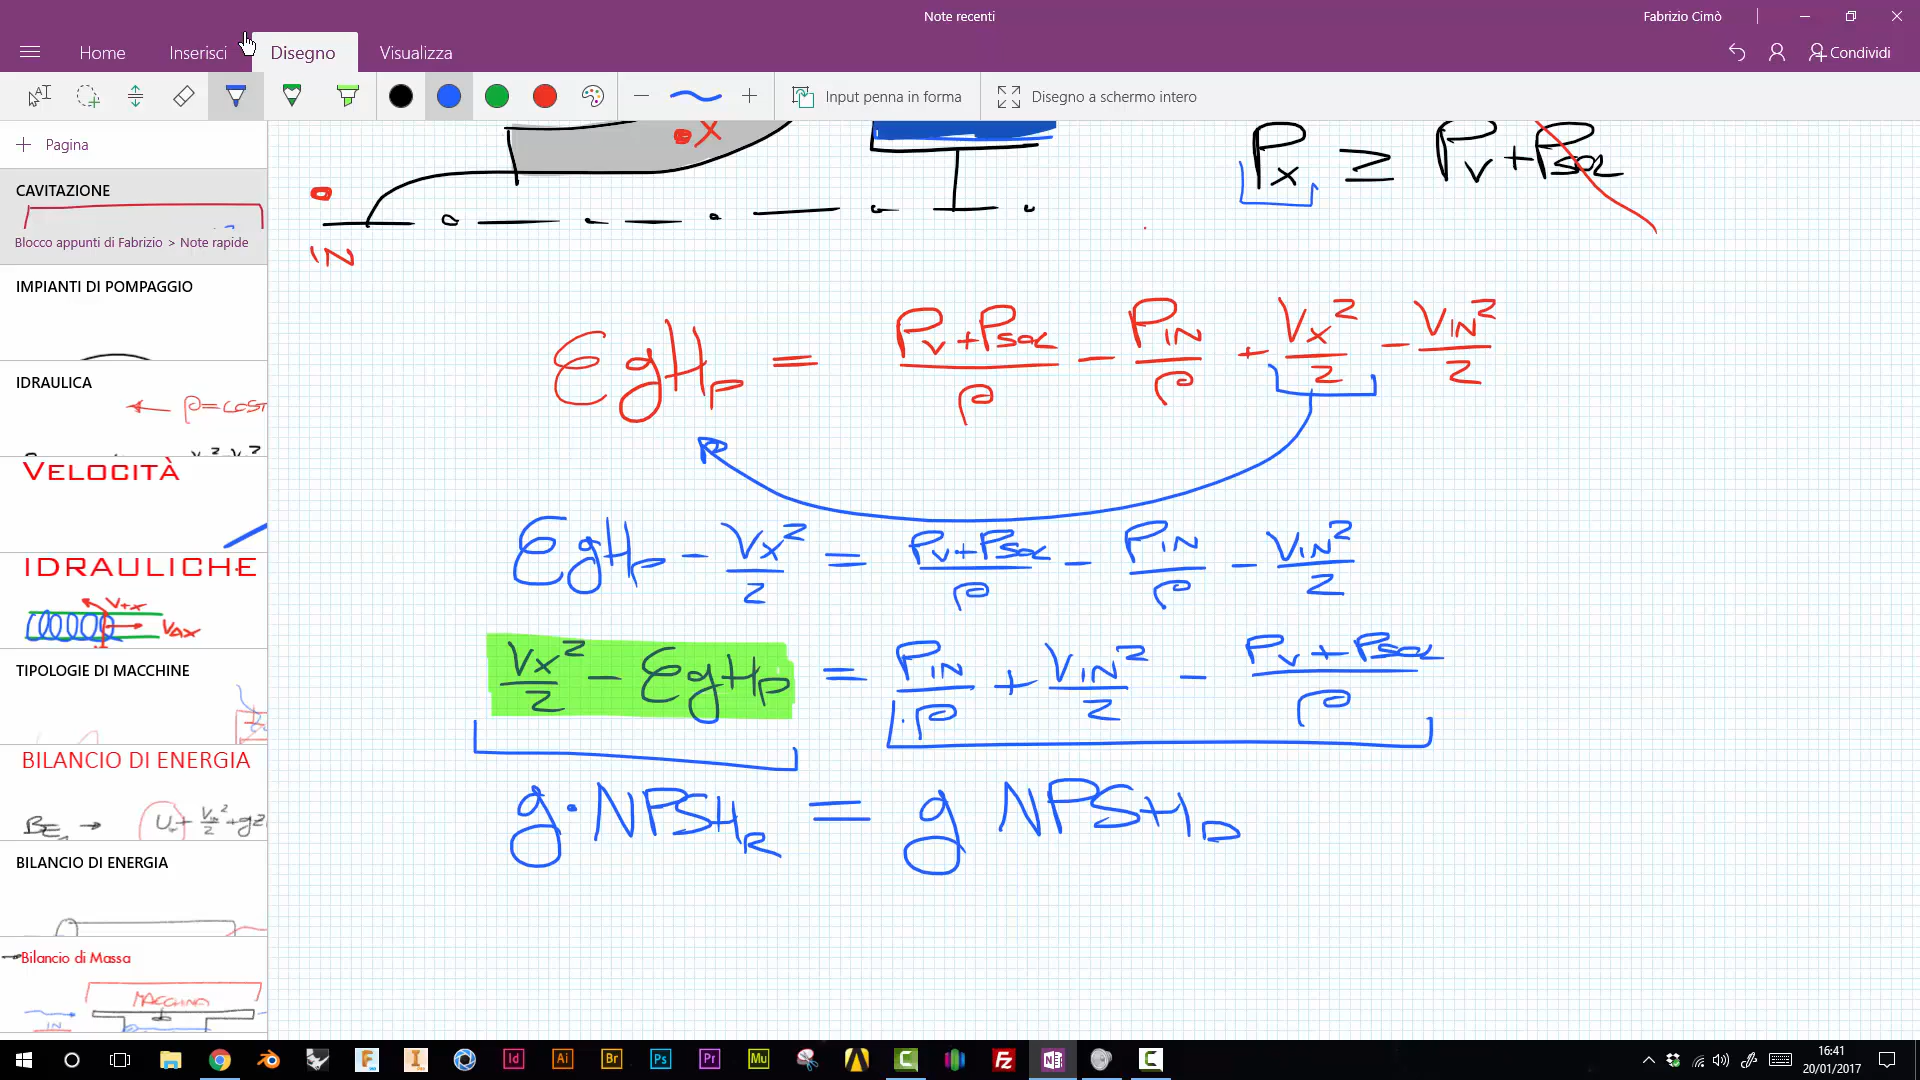 Note recenti
Fabrizio Cimò
Home Inserisci Disegno Visualizza
Condividi
Input penna in forma Disegno a schermo intero
Pagina
CAVITAZIONE
Blocco appunti di Fabrizio > Note rapide
IMPIANTI DI POMPAGGIO
IDRAULICA
ρ=COST
VELOCITÀ
IDRAULICHE
TIPOLOGIE DI MACCHINE
BILANCIO DI ENERGIA
BILANCIO DI ENERGIA
Bilancio di Massa
MACCHINA
IN
X
IN
Px ≥ Pv+Psol
EgHp = (Pv+Psol)/ρ − PIN/ρ + Vx²/2 − VIN²/2
EgHp − Vx²/2 = (Pv+Psol)/ρ − PIN/ρ − VIN²/2
Vx²/2 − EgHp = PIN/ρ + VIN²/2 − (Pv+Psol)/ρ
g·NPSHR = g NPSHD
16:41
20/01/2017